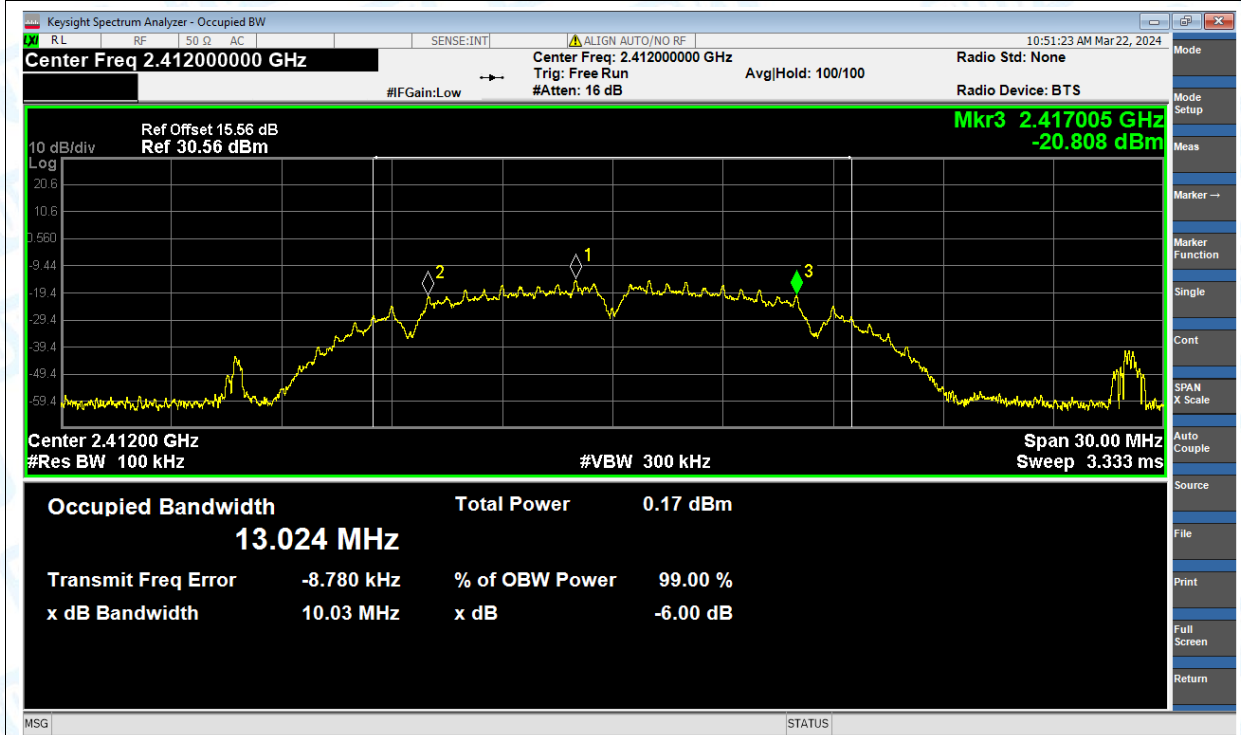 Keysight Spectrum Analyzer - Occupied BW
LXI RL RF 50 Ω AC SENSE:INT ALIGN AUTO/NO RF 10:51:23 AM Mar 22, 2024
Center Freq 2.412000000 GHz Center Freq: 2.412000000 GHz Radio Std: None
Trig: Free Run Avg|Hold: 100/100
#IFGain:Low #Atten: 16 dB Radio Device: BTS
Mkr3 2.417005 GHz
-20.808 dBm
Ref Offset 15.56 dB
10 dB/div Ref 30.56 dBm
Log
20.6
10.6
0.560
-9.44
-19.4
-29.4
-39.4
-49.4
-59.4
1
2
3
Center 2.41200 GHz Span 30.00 MHz
#Res BW 100 kHz #VBW 300 kHz Sweep 3.333 ms
Occupied Bandwidth Total Power 0.17 dBm
13.024 MHz
Transmit Freq Error -8.780 kHz % of OBW Power 99.00 %
x dB Bandwidth 10.03 MHz x dB -6.00 dB
Mode
Mode
Setup
Meas
Marker →
Marker
Function
Single
Cont
SPAN
X Scale
Auto
Couple
Source
File
Print
Full
Screen
Return
MSG STATUS